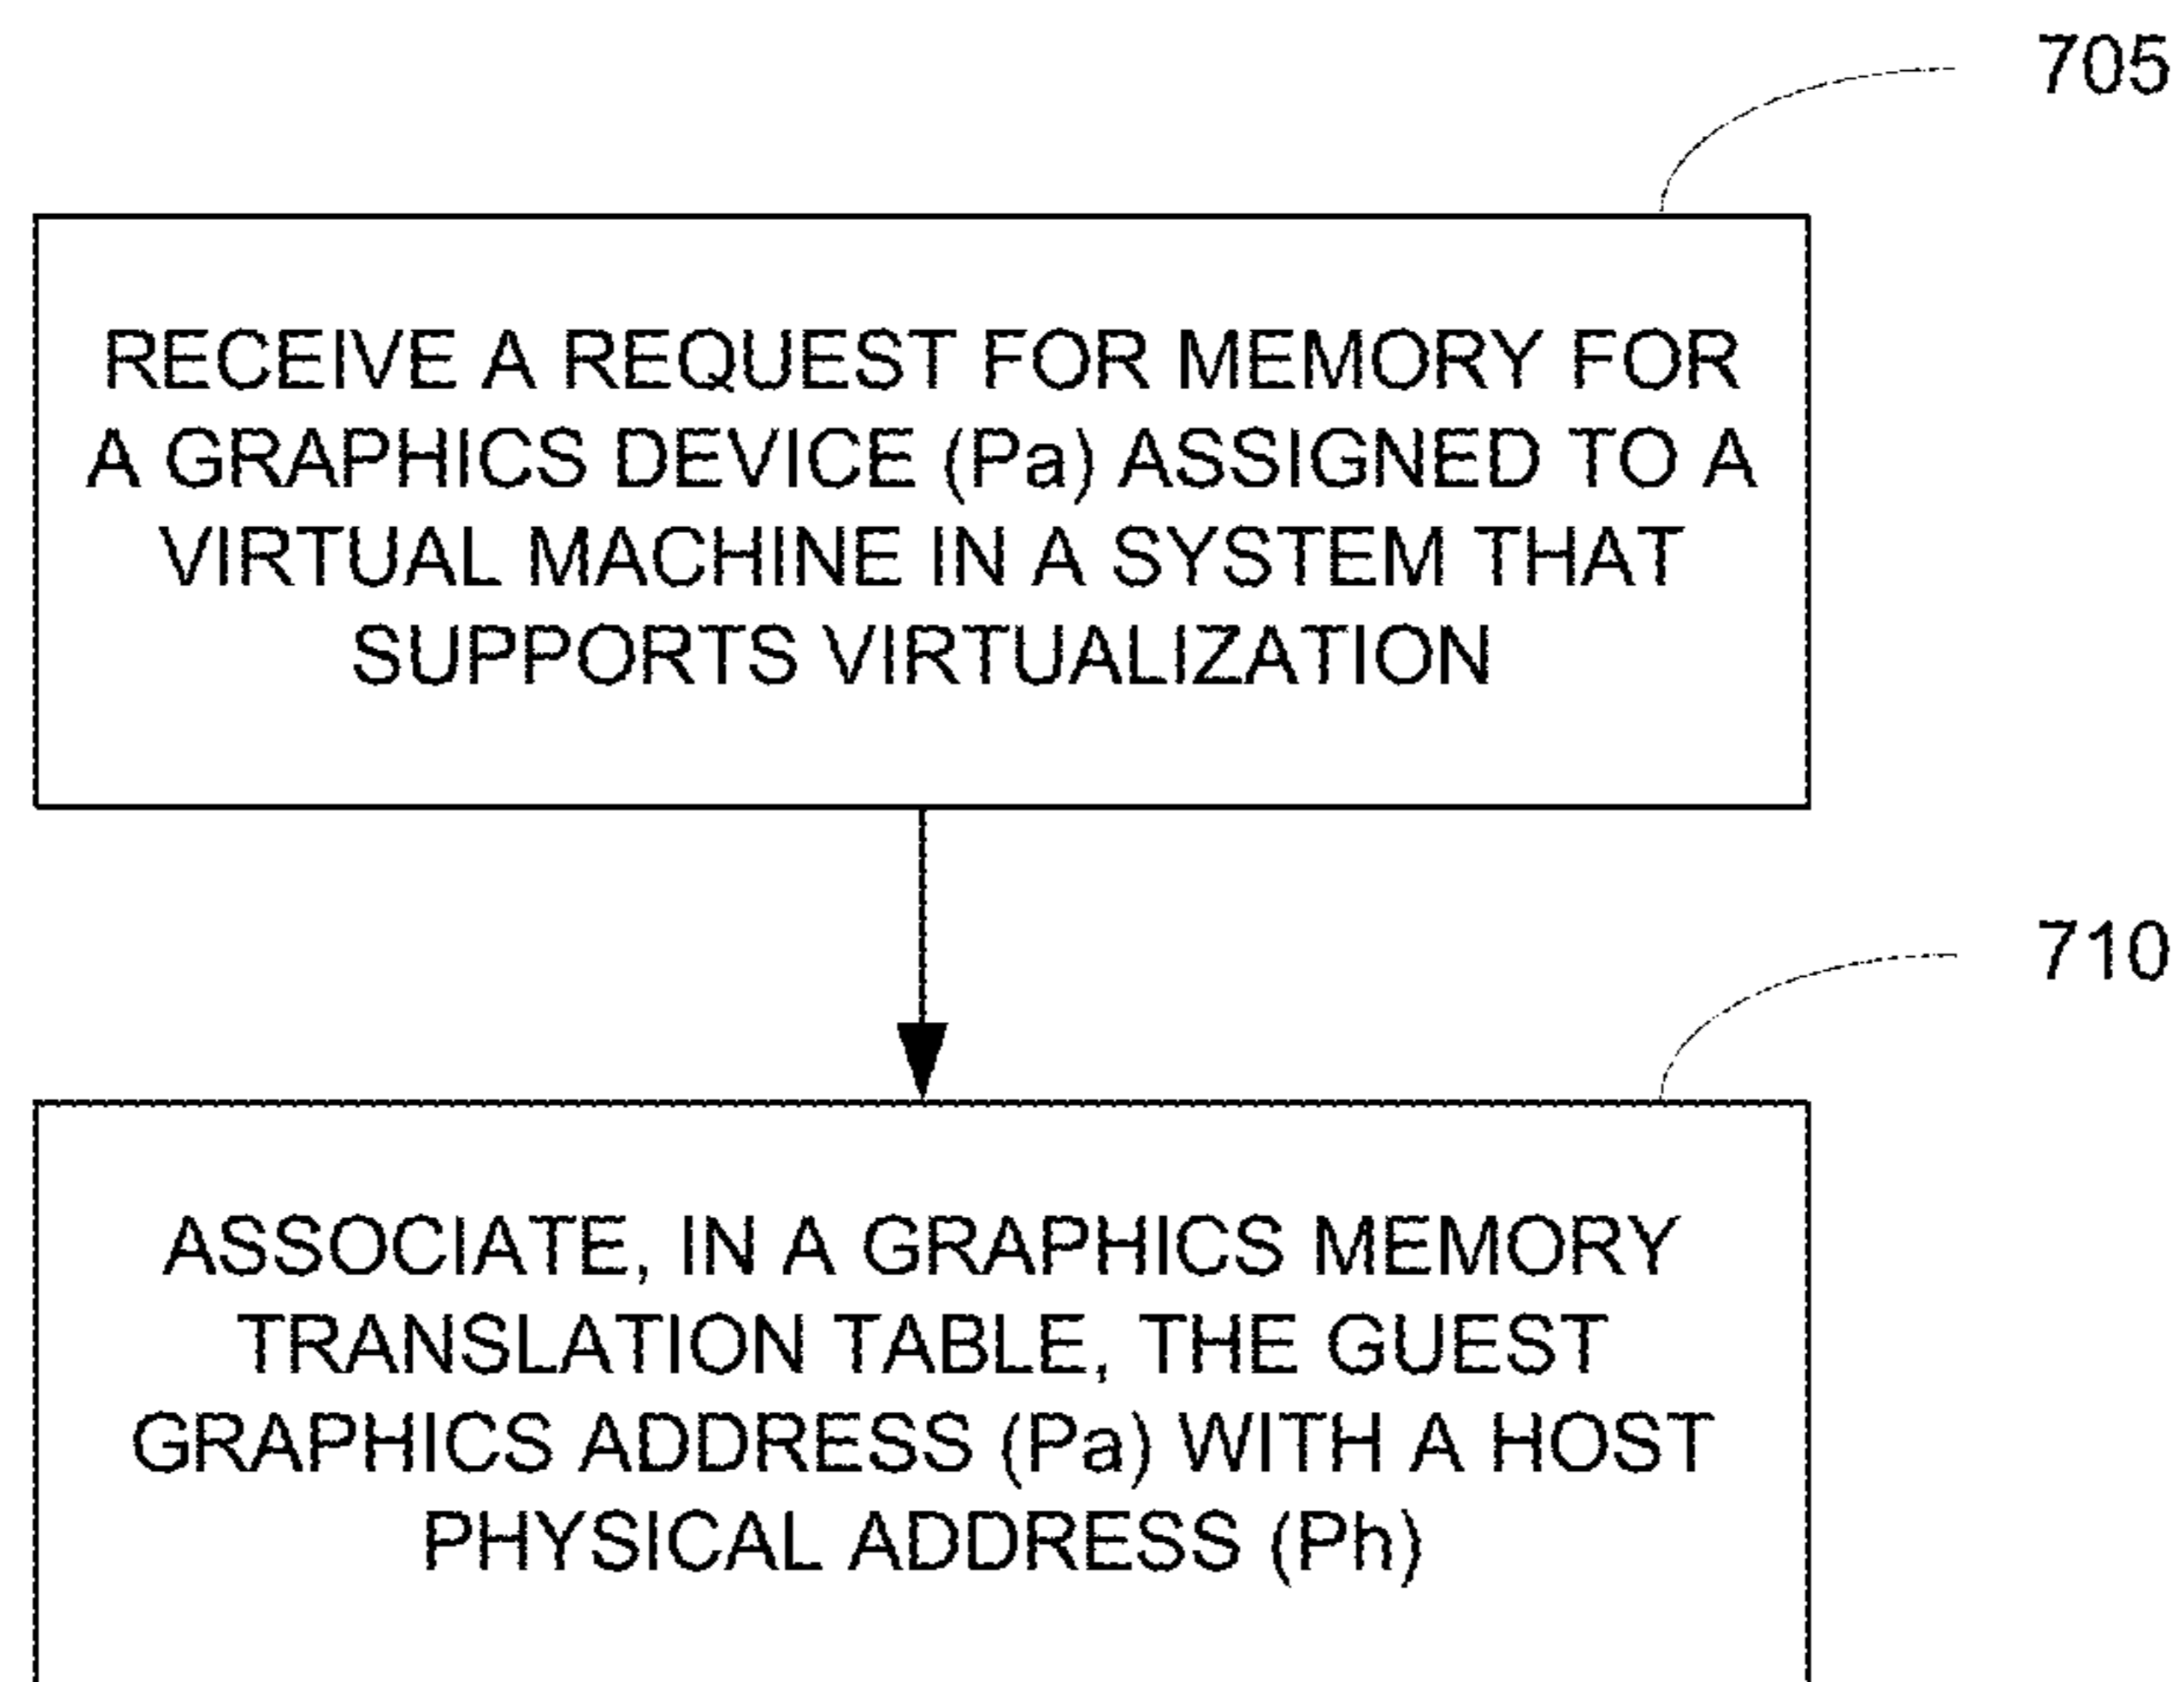 705
RECEIVE A REQUEST FOR MEMORY FOR
A GRAPHICS DEVICE (Pa) ASSIGNED TO A
VIRTUAL MACHINE IN A SYSTEM THAT
SUPPORTS VIRTUALIZATION
710
ASSOCIATE, IN A GRAPHICS MEMORY
TRANSLATION TABLE, THE GUEST
GRAPHICS ADDRESS (Pa) WITH A HOST
PHYSICAL ADDRESS (Ph)